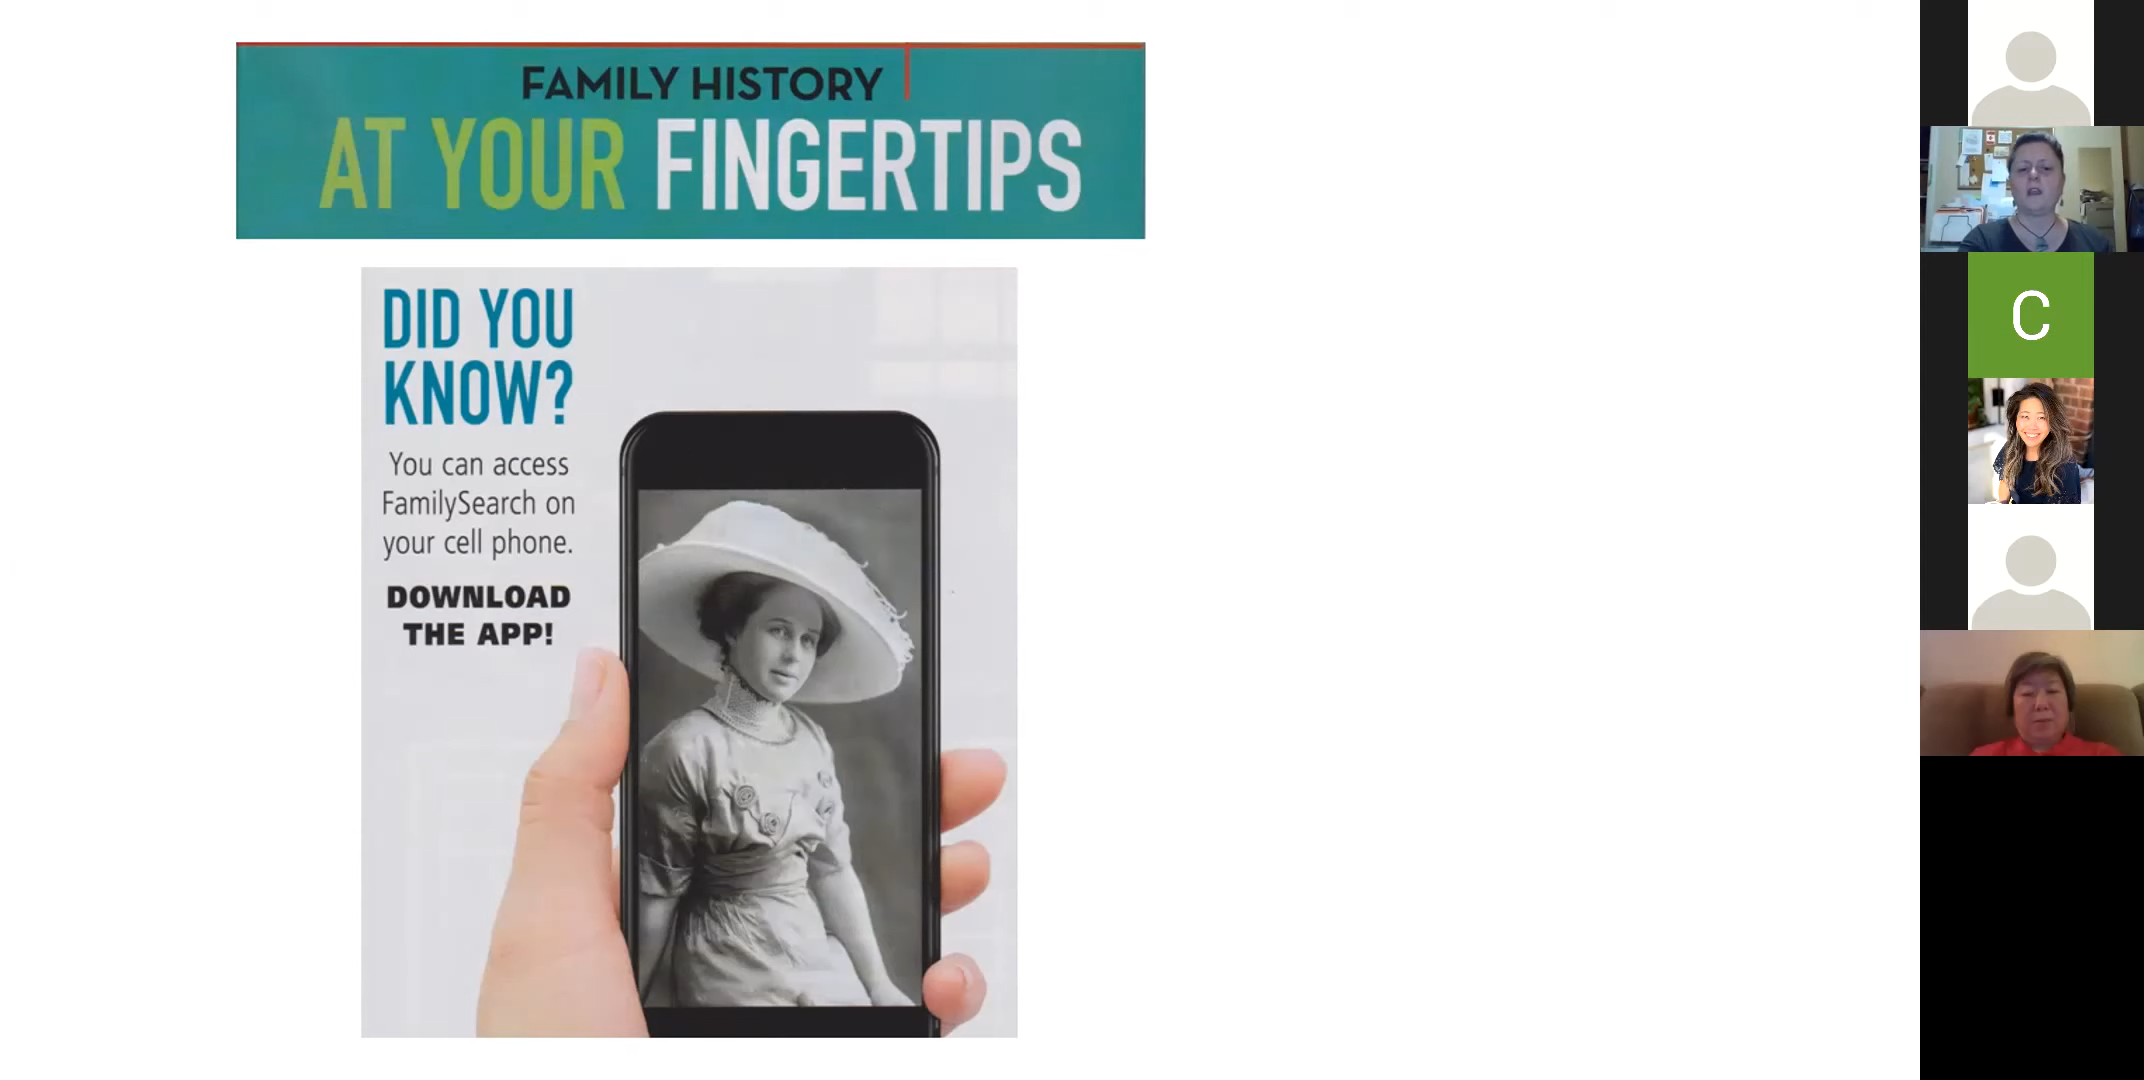 FAMILY HISTORY
AT YOUR FINGERTIPS
DID YOU
KNOW?
You can access
FamilySearch on
your cell phone.
DOWNLOAD
THE APP!
C